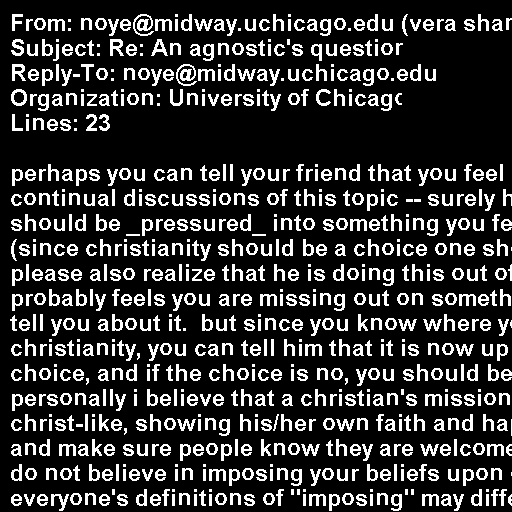 From: noye@midway.uchicago.edu (vera shan
Subject: Re: An agnostic's question
Reply-To: noye@midway.uchicago.edu
Organization: University of Chicago
Lines: 23

perhaps you can tell your friend that you feel
continual discussions of this topic -- surely h
should be _pressured_ into something you fe
(since christianity should be a choice one sh
please also realize that he is doing this out of
probably feels you are missing out on someth
tell you about it.  but since you know where y
christianity, you can tell him that it is now up
choice, and if the choice is no, you should be
personally i believe that a christian's mission
christ-like, showing his/her own faith and hap
and make sure people know they are welcome
do not believe in imposing your beliefs upon
everyone's definitions of "imposing" may diffe